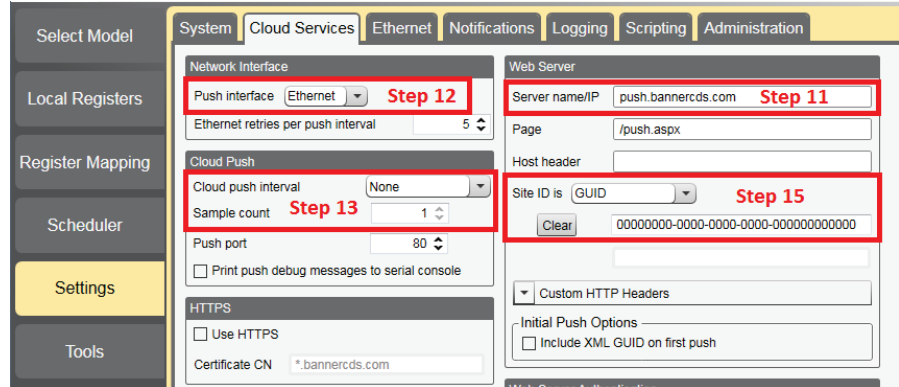 Select Model
Local Registers
Register Mapping
Scheduler
Settings
Tools
System Cloud Services Ethernet Notifications Logging Scripting Administration
Network Interface
Push interface Ethernet Step 12
Ethernet retries per push interval 5
Cloud Push
Cloud push interval None
Sample count Step 13 1
Push port 80
Print push debug messages to serial console
HTTPS
Use HTTPS
Certificate CN *.bannercds.com
Web Server
Server name/IP push.bannercds.com Step 11
Page /push.aspx
Host header
Site ID is GUID Step 15
Clear 00000000-0000-0000-0000-000000000000
Custom HTTP Headers
Initial Push Options
Include XML GUID on first push